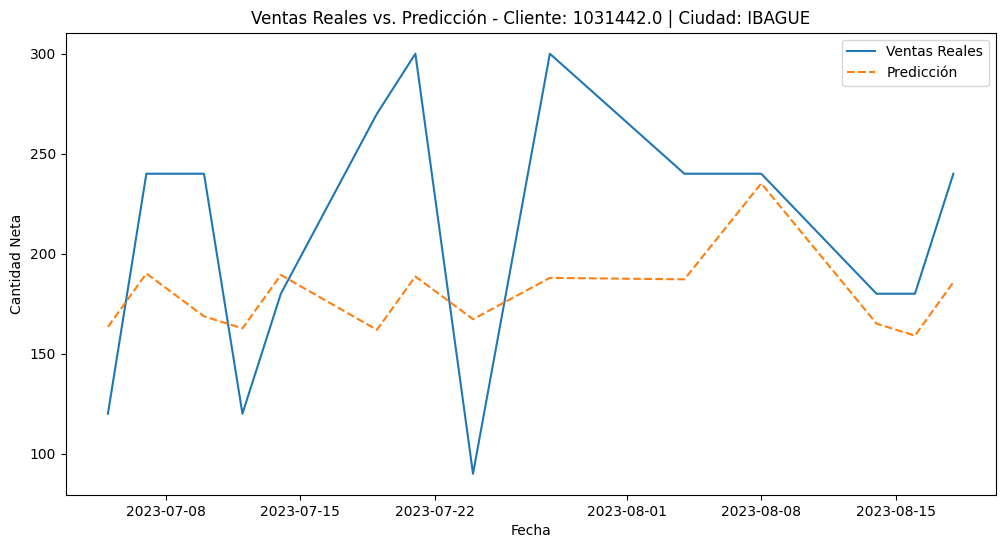 Ventas Reales vs. Predicción - Cliente: 1031442.0 | Ciudad: IBAGUE
Ventas Reales
Predicción
Cantidad Neta
300
250
200
150
100
2023-07-08
2023-07-15
2023-07-22
2023-08-01
2023-08-08
2023-08-15
Fecha